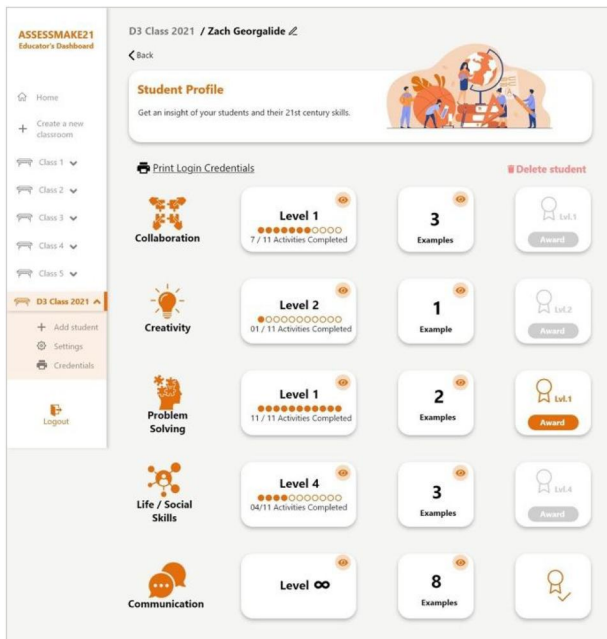 ASSESSMAKE21
Educator's Dashboard
Home
Create a new
classroom
Class 1
Class 2
Class 3
Class 4
Class 5
D3 Class 2021
Add student
Settings
Credentials
Logout
D3 Class 2021 / Zach Georgalide
Back
Student Profile
Get an insight of your students and their 21st century skills.
A
Print Login Credentials
Delete student
Collaboration
Level 1
7 / 11 Activities Completed
3
Examples
Lvl.1
Award
Creativity
Level 2
01 / 11 Activities Completed
1
Example
Lvl.2
Award
Problem
Solving
Level 1
11 / 11 Activities Completed
2
Examples
Lvl.1
Award
Life / Social
Skills
Level 4
04/11 Activities Completed
3
Examples
Lvl.4
Award
Communication
Level ∞
8
Examples